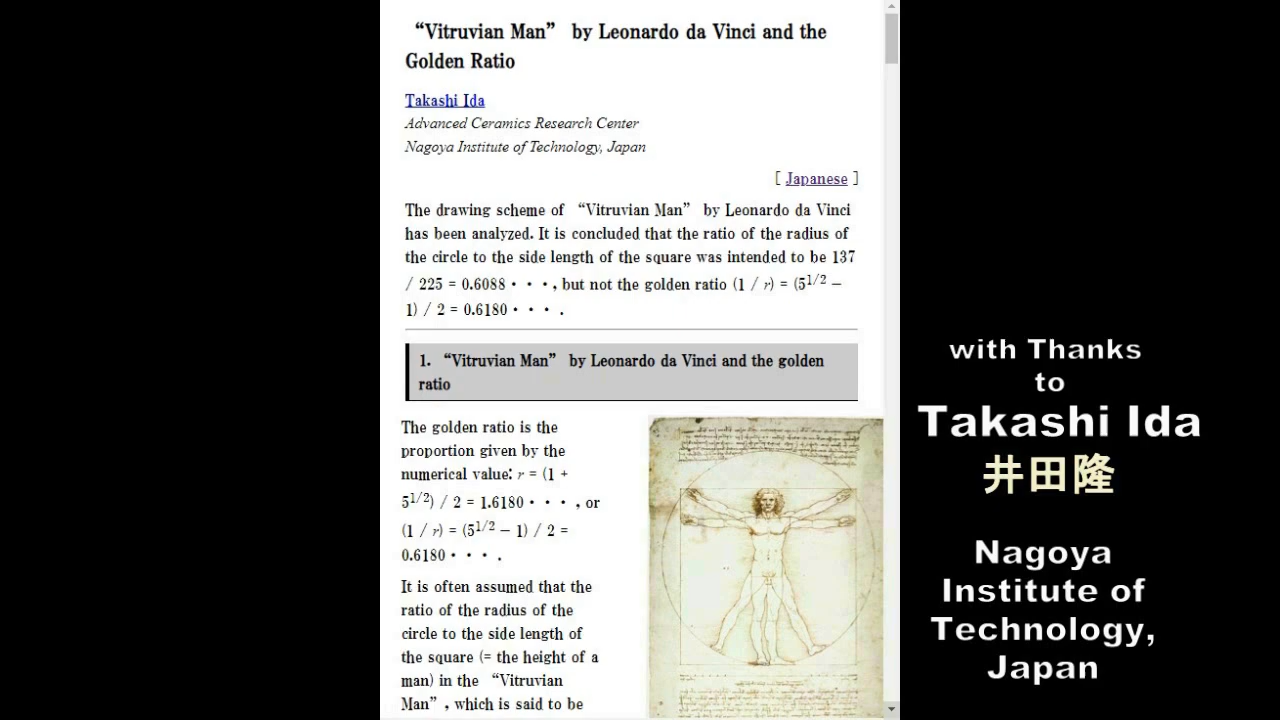 “Vitruvian Man” by Leonardo da Vinci and the
Golden Ratio
Takashi Ida
Advanced Ceramics Research Center
Nagoya Institute of Technology, Japan
[ Japanese ]
The drawing scheme of “Vitruvian Man” by Leonardo da Vinci
has been analyzed. It is concluded that the ratio of the radius of
the circle to the side length of the square was intended to be 137
/ 225 = 0.6088・・・, but not the golden ratio (1 / r) = (5^1/2 −
1) / 2 = 0.6180・・・.
1. “Vitruvian Man” by Leonardo da Vinci and the golden
ratio
The golden ratio is the
proportion given by the
numerical value: r = (1 +
5^1/2) / 2 = 1.6180・・・, or
(1 / r) = (5^1/2 − 1) / 2 =
0.6180・・・.
It is often assumed that the
ratio of the radius of the
circle to the side length of
the square (= the height of a
man) in the “Vitruvian
Man”, which is said to be
with Thanks
to
Takashi Ida
井田隆
Nagoya
Institute of
Technology,
Japan